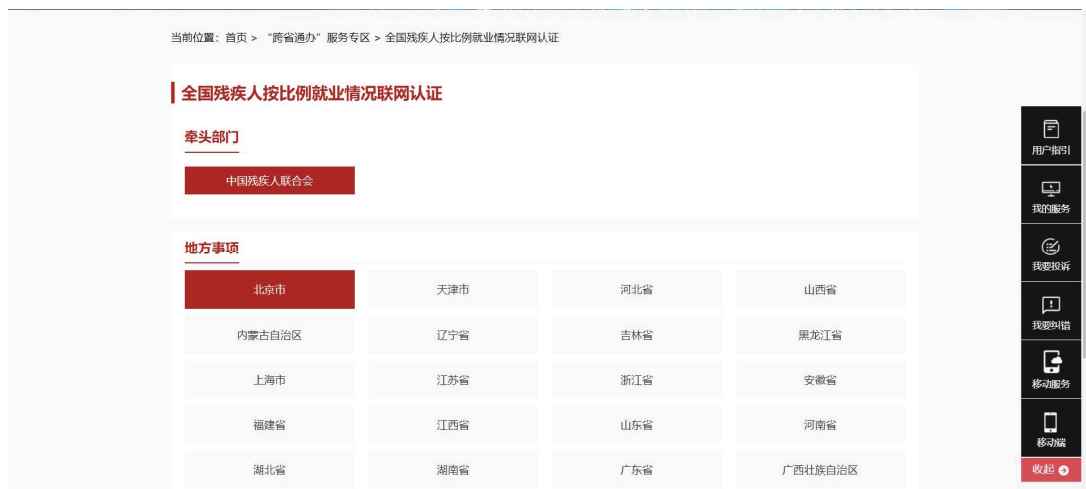 当前位置：首页 > “跨省通办”服务专区 > 全国残疾人按比例就业情况联网认证
全国残疾人按比例就业情况联网认证
牵头部门
中国残疾人联合会
地方事项
北京市 天津市 河北省 山西省
内蒙古自治区 辽宁省 吉林省 黑龙江省
上海市 江苏省 浙江省 安徽省
福建省 江西省 山东省 河南省
湖北省 湖南省 广东省 广西壮族自治区
用户指引
我的服务
我要投诉
我要纠错
移动服务
移动端
收起